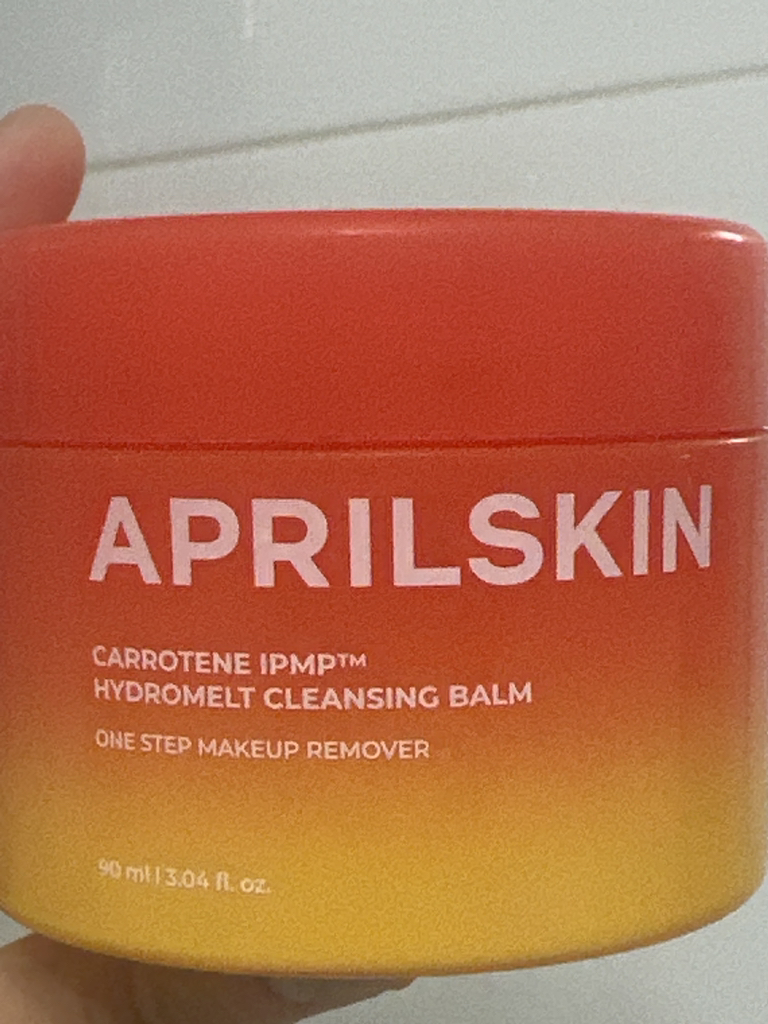 APRILSKIN
CARROTENE IPMP™
HYDROMELT CLEANSING BALM
ONE STEP MAKEUP REMOVER
90 ml | 3.04 fl. oz.